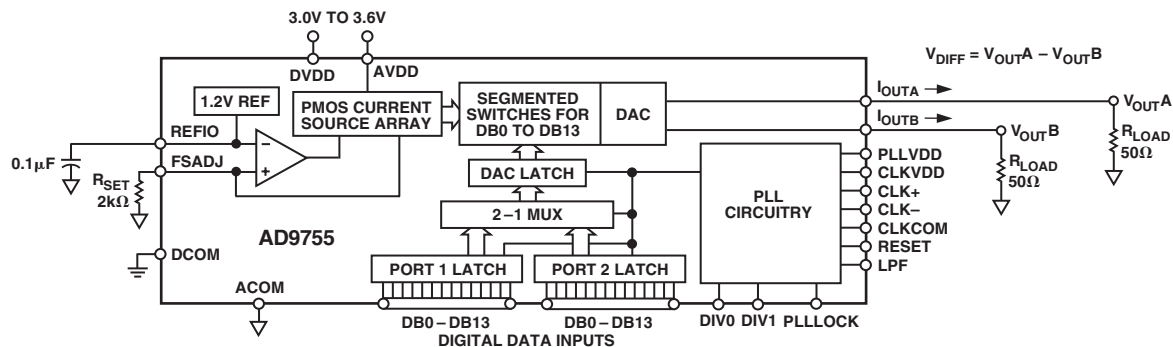 3.0V TO 3.6V
DVDD
AVDD
V_DIFF = V_OUTA – V_OUTB
1.2V REF
PMOS CURRENT
SOURCE ARRAY
SEGMENTED
SWITCHES FOR
DB0 TO DB13
DAC
I_OUTA
V_OUTA
I_OUTB
V_OUTB
R_LOAD
50Ω
R_LOAD
50Ω
REFIO
0.1μF
FSADJ
R_SET
2kΩ
–
+
DAC LATCH
2–1 MUX
PLL
CIRCUITRY
PLLVDD
CLKVDD
CLK+
CLK–
CLKCOM
RESET
LPF
AD9755
DCOM
ACOM
PORT 1 LATCH
PORT 2 LATCH
DB0–DB13
DB0–DB13
DIGITAL DATA INPUTS
DIV0
DIV1
PLLLOCK